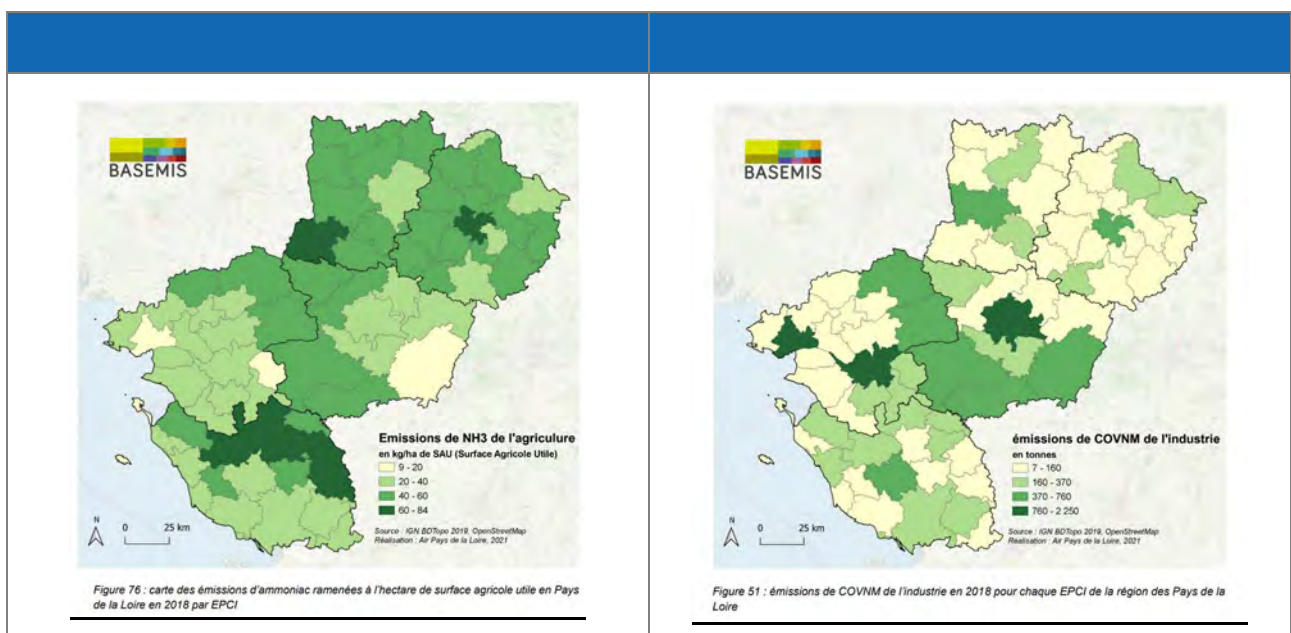 BASEMIS
Emissions de NH3 de l'agriculure
en kg/ha de SAU (Surface Agricole Utile)
9 - 20
20 - 40
40 - 60
60 - 84
N
0 25 km
Source : IGN BDTopo 2019, OpenStreetMap
Réalisation : Air Pays de la Loire, 2021
Figure 76 : carte des émissions d'ammoniac ramenées à l'hectare de surface agricole utile en Pays
de la Loire en 2018 par EPCI
BASEMIS
émissions de COVNM de l'industrie
en tonnes
7 - 160
160 - 370
370 - 760
760 - 2 250
N
0 25 km
Source : IGN BDTopo 2019, OpenStreetMap
Réalisation : Air Pays de la Loire, 2021
Figure 51 : émissions de COVNM de l'industrie en 2018 pour chaque EPCI de la région des Pays de la
Loire